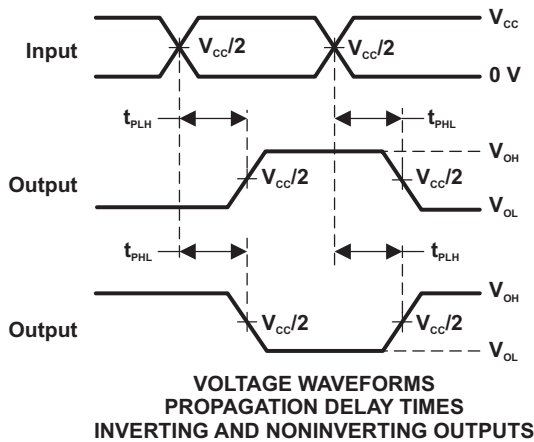 V_CC
Input
V_CC/2
V_CC/2
0 V
t_PLH
t_PHL
V_OH
Output
V_CC/2
V_CC/2
V_OL
t_PHL
t_PLH
V_OH
Output
V_CC/2
V_CC/2
V_OL
VOLTAGE WAVEFORMS
PROPAGATION DELAY TIMES
INVERTING AND NONINVERTING OUTPUTS